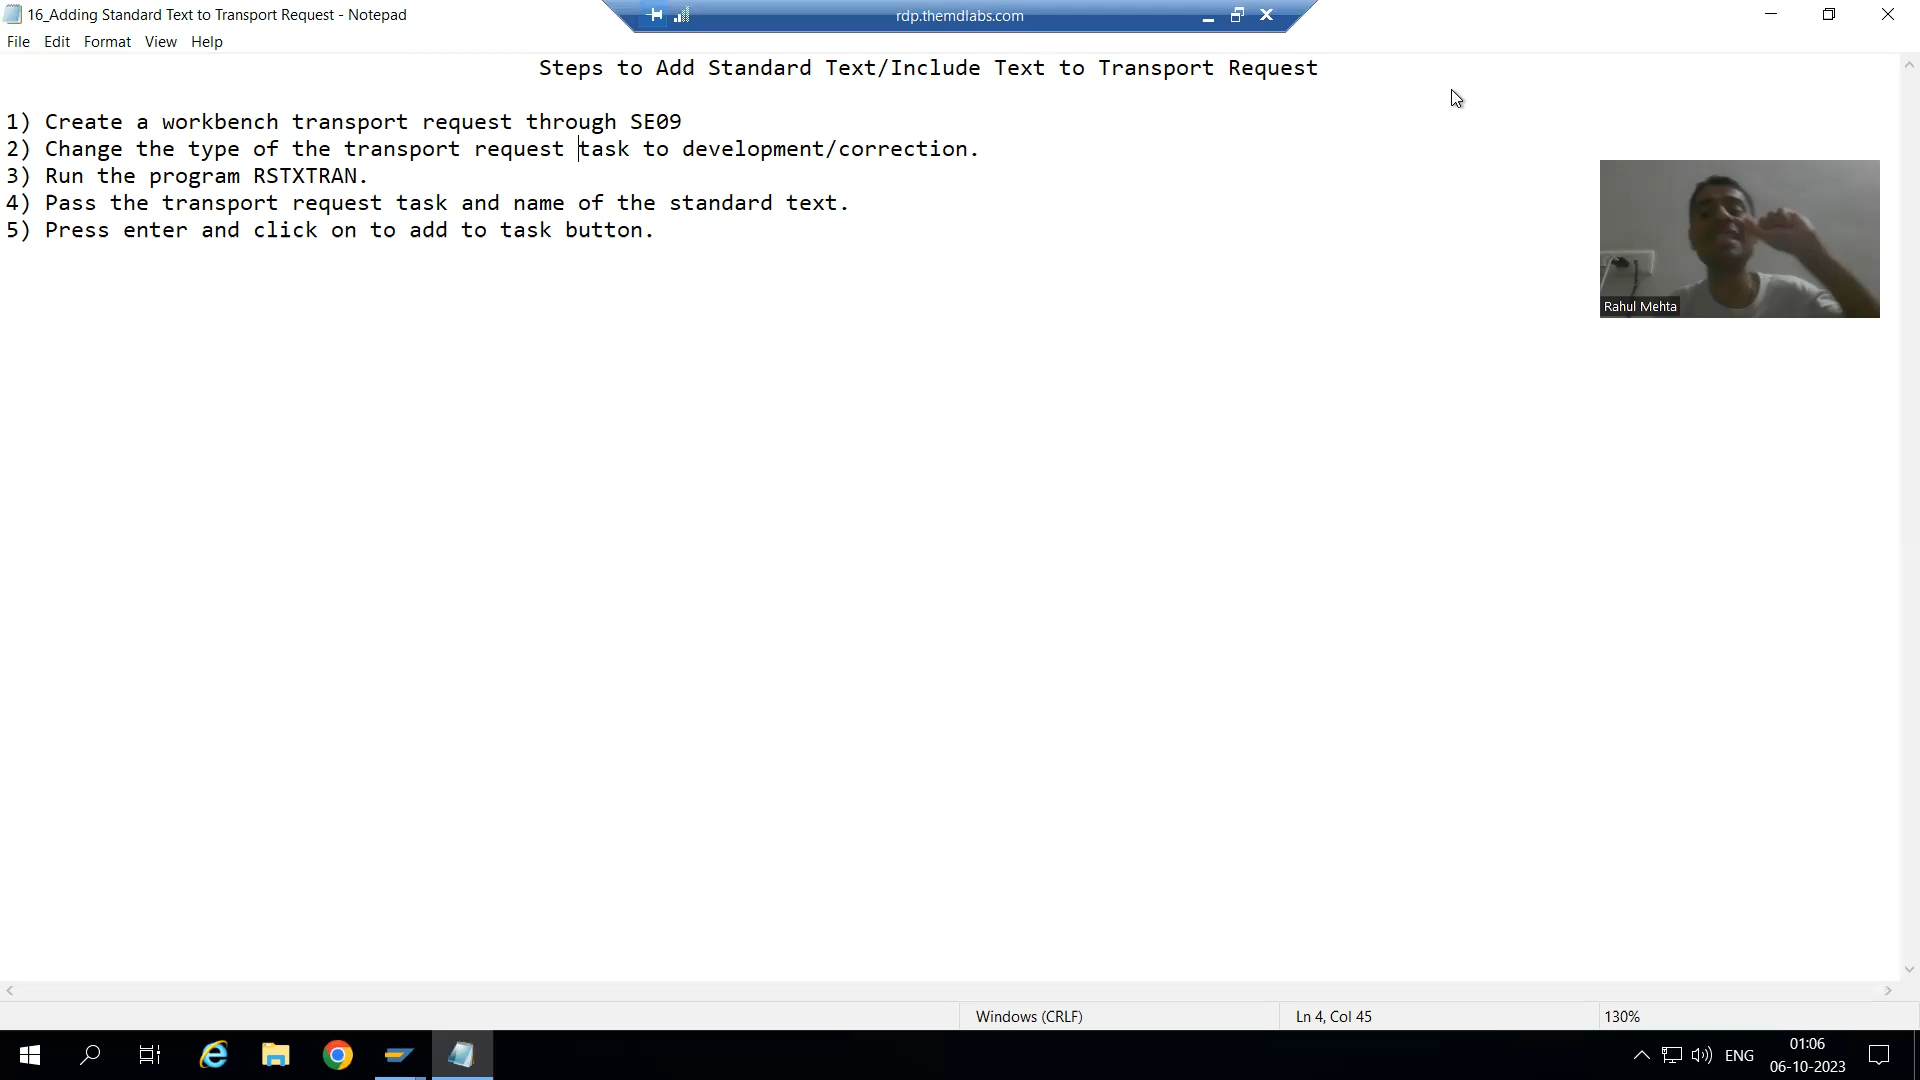 16_Adding Standard Text to Transport Request - Notepad
rdp.themdlabs.com
File Edit Format View Help
Steps to Add Standard Text/Include Text to Transport Request
1) Create a workbench transport request through SE09
2) Change the type of the transport request task to development/correction.
3) Run the program RSTXTRAN.
4) Pass the transport request task and name of the standard text.
5) Press enter and click on to add to task button.
Rahul Mehta
Windows (CRLF)
Ln 4, Col 45
130%
ENG
01:06
06-10-2023